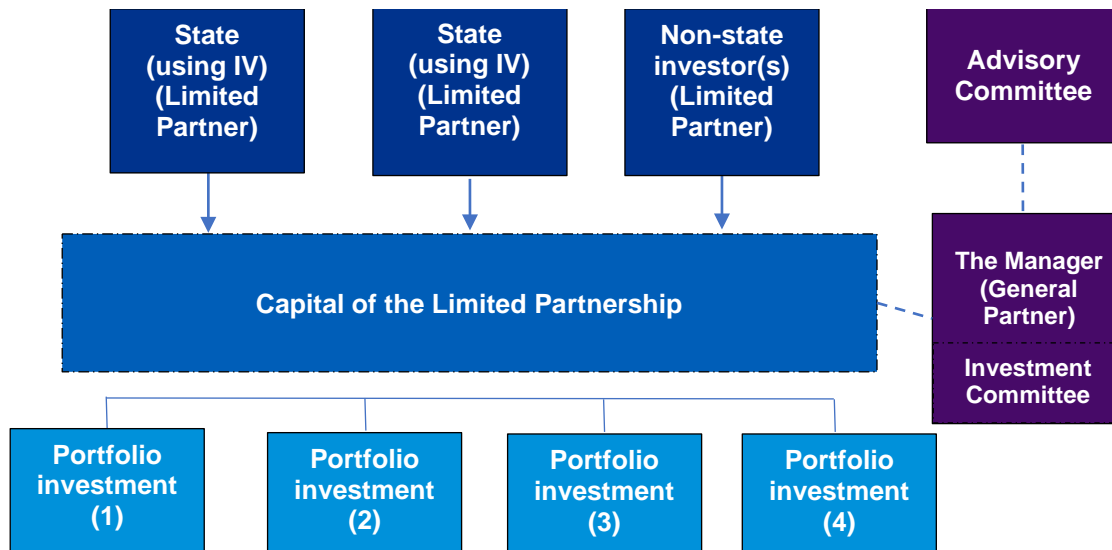 State
(using IV)
(Limited
Partner)
State
(using IV)
(Limited
Partner)
Non-state
investor(s)
(Limited
Partner)
Advisory
Committee
Capital of the Limited Partnership
The Manager
(General
Partner)
Investment
Committee
Portfolio
investment
(1)
Portfolio
investment
(2)
Portfolio
investment
(3)
Portfolio
investment
(4)